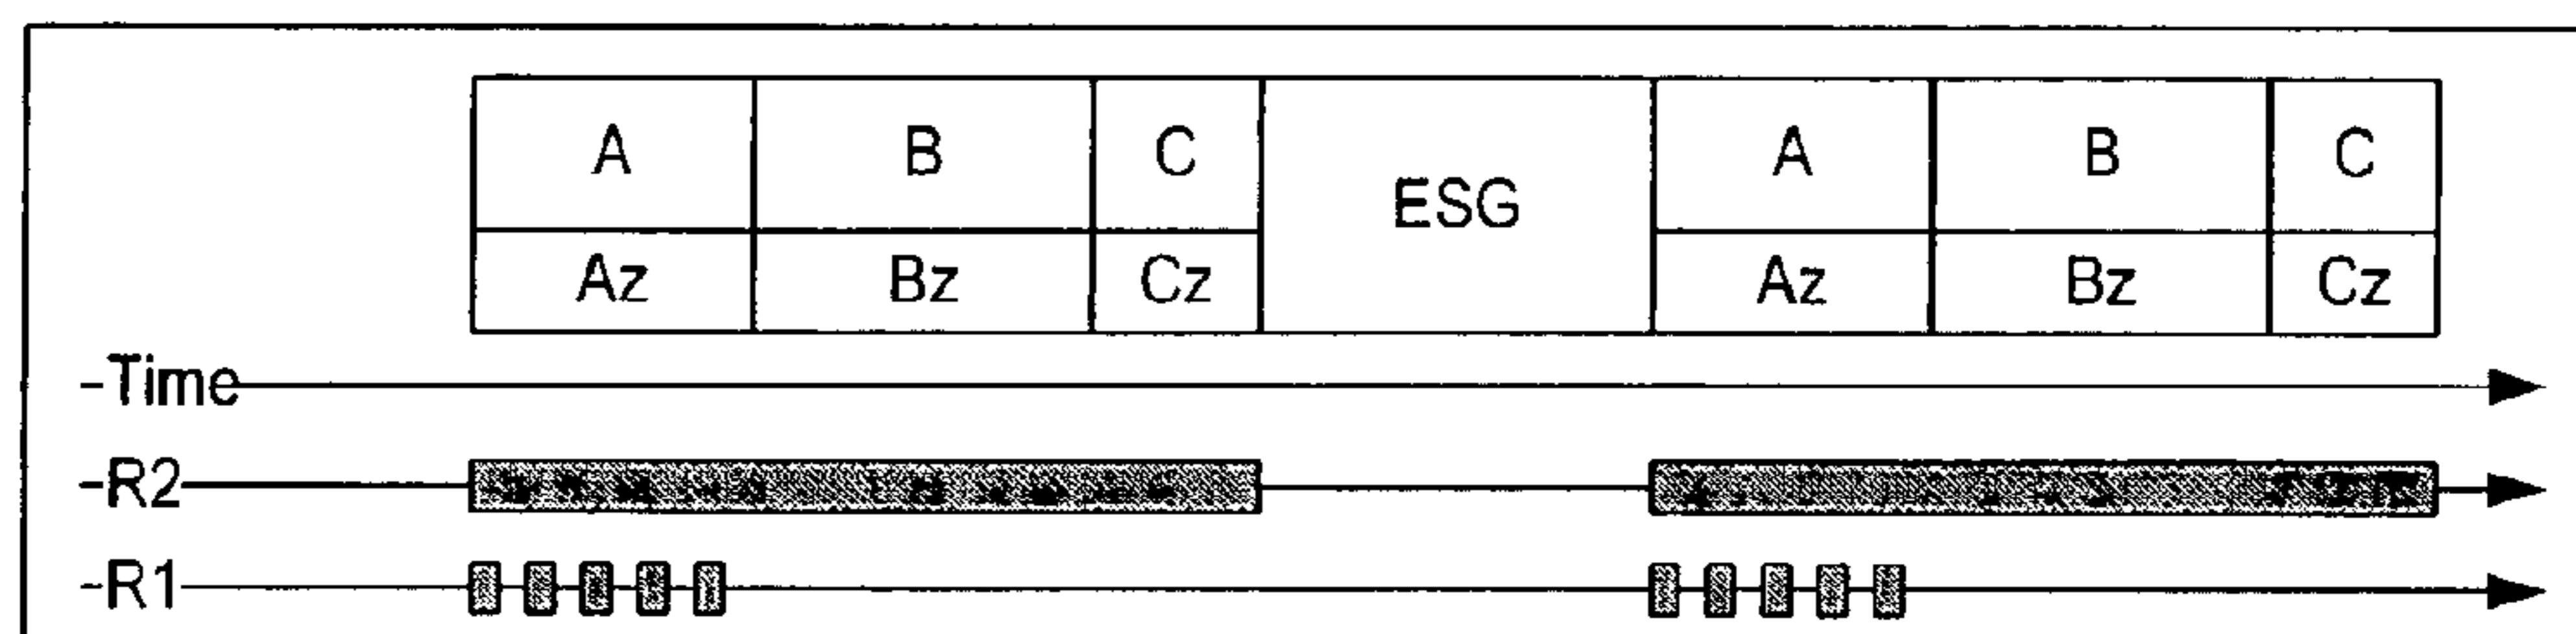 A B C ESG A B C
Az Bz Cz Az Bz Cz
-Time
-R2
-R1